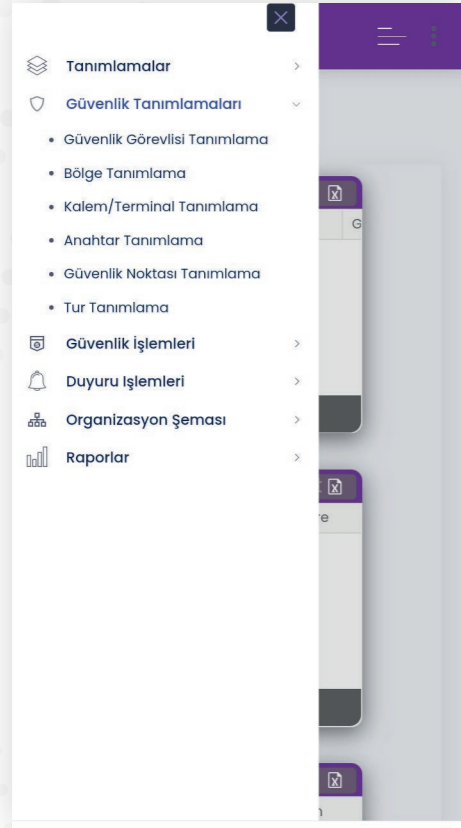 Tanımlamalar
Güvenlik Tanımlamaları
Güvenlik Görevlisi Tanımlama
Bölge Tanımlama
Kalem/Terminal Tanımlama
G
Anahtar Tanımlama
Güvenlik Noktası Tanımlama
Tur Tanımlama
Güvenlik İşlemleri
Duyuru Işlemleri
Organizasyon Şeması
Raporlar
re